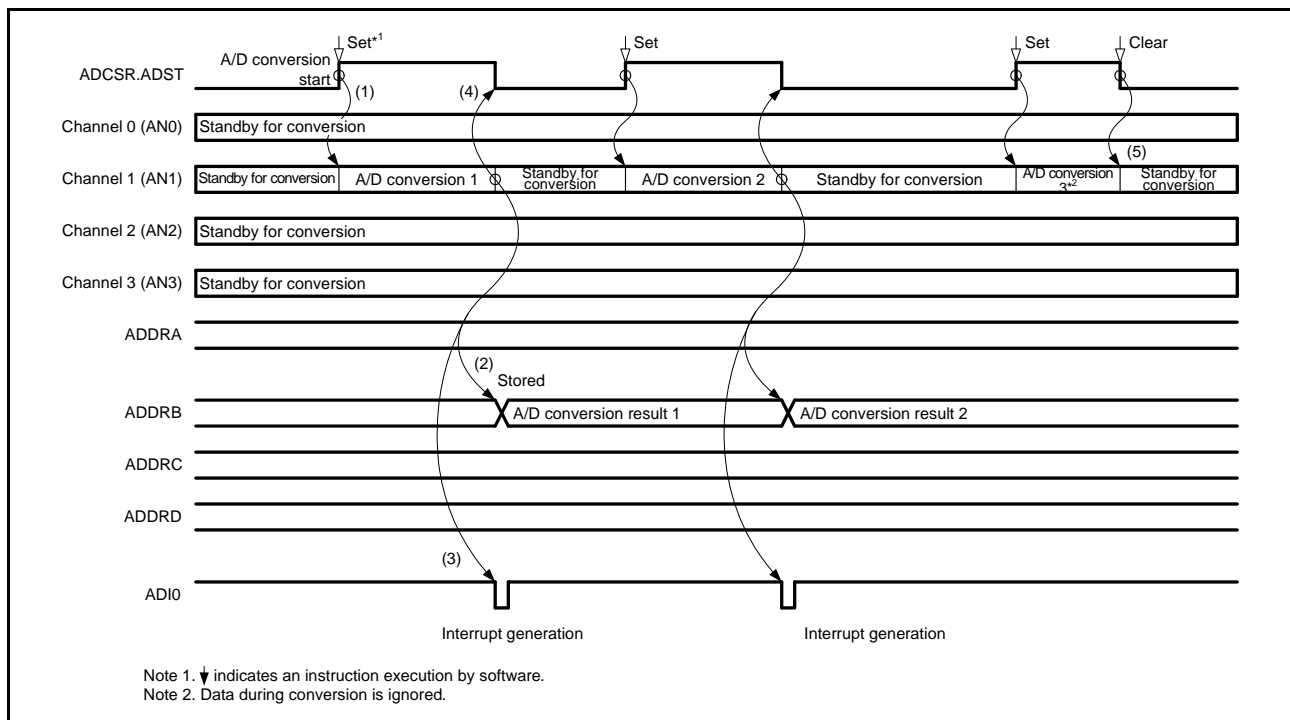 Set*1
Set
Set
Clear
A/D conversion
start
ADCSR.ADST
(1)
(4)
Channel 0 (AN0)
Standby for conversion
(5)
Channel 1 (AN1)
Standby for conversion
A/D conversion 1
Standby for
conversion
A/D conversion 2
Standby for conversion
A/D conversion
3*2
Standby for
conversion
Channel 2 (AN2)
Standby for conversion
Channel 3 (AN3)
Standby for conversion
ADDRA
(2)
Stored
ADDRB
A/D conversion result 1
A/D conversion result 2
ADDRC
ADDRD
(3)
ADI0
Interrupt generation
Interrupt generation
Note 1. ↓ indicates an instruction execution by software.
Note 2. Data during conversion is ignored.